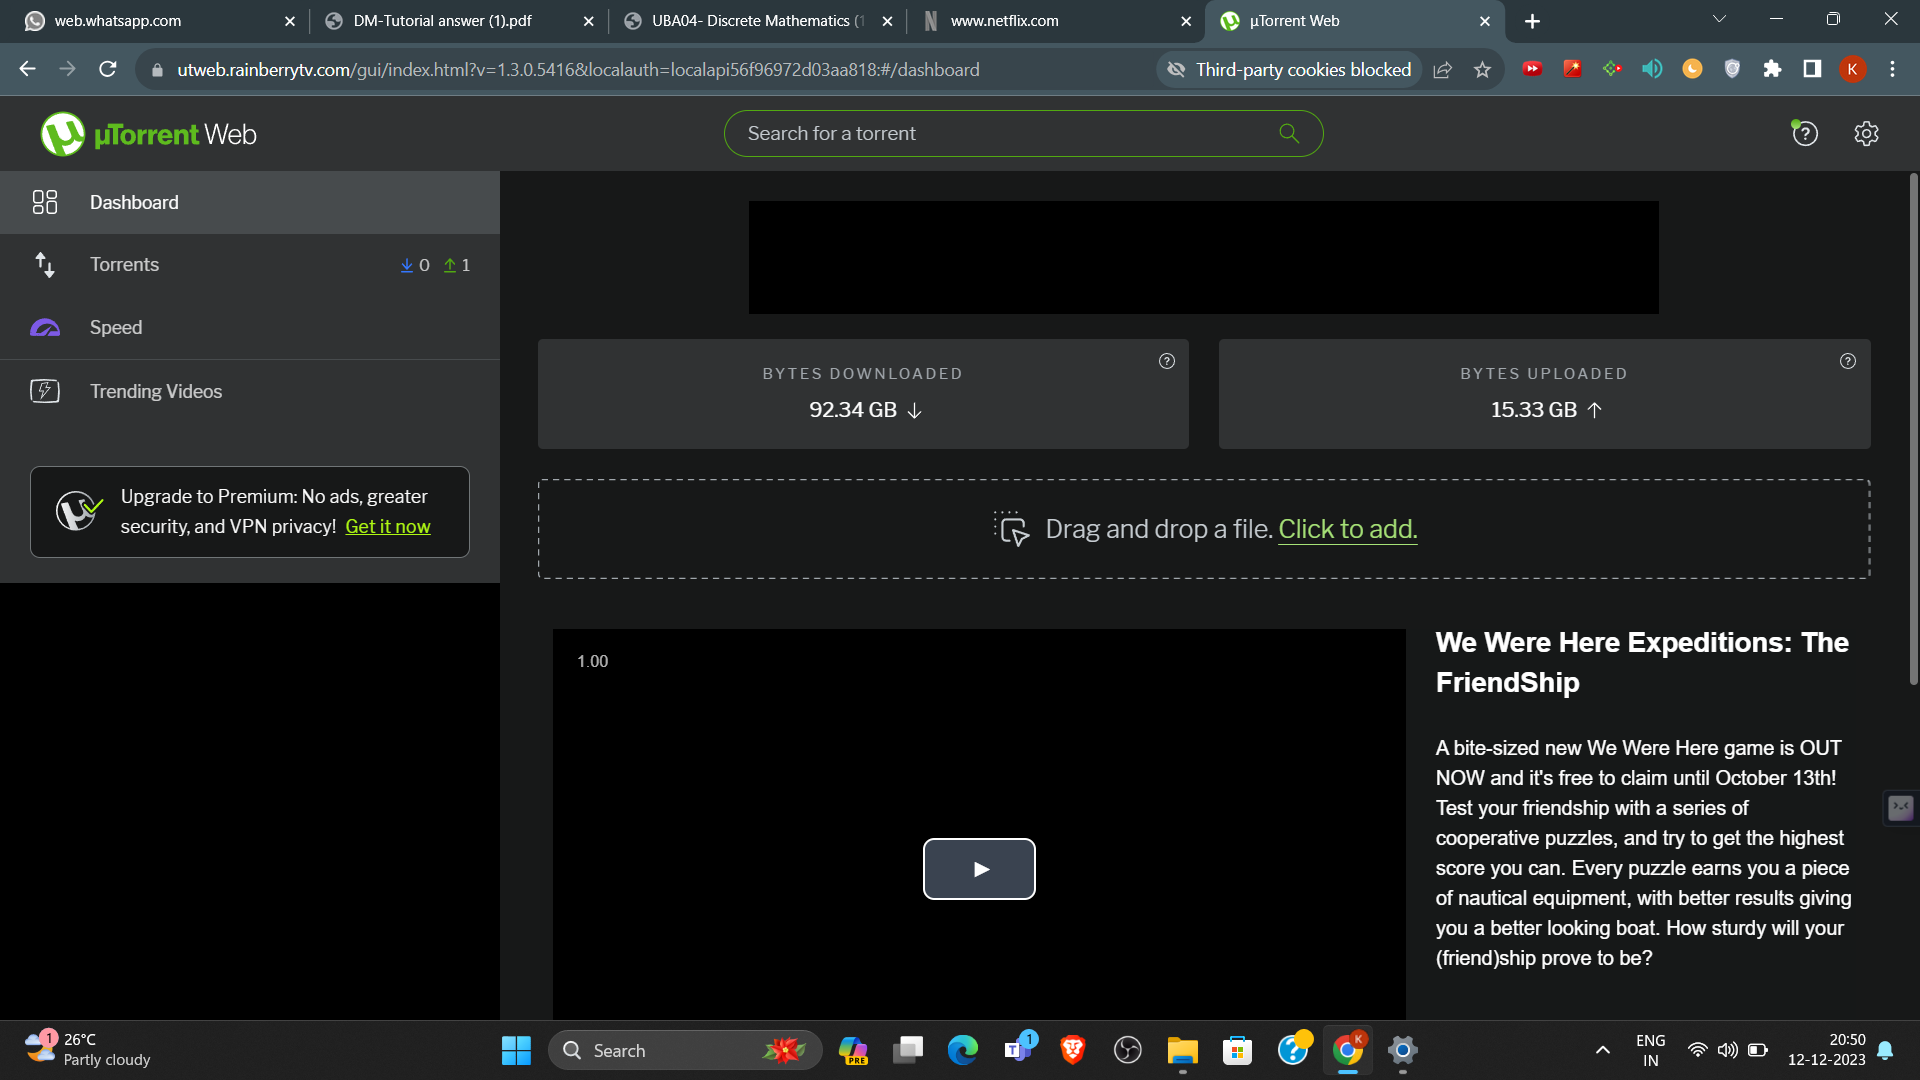 web.whatsapp.com
DM-Tutorial answer (1).pdf
UBA04- Discrete Mathematics (1
www.netflix.com
µTorrent Web
utweb.rainberrytv.com/gui/index.html?v=1.3.0.5416&localauth=localapi56f96972d03aa818:#/dashboard
Third-party cookies blocked
K
µTorrent Web
Search for a torrent
Dashboard
Torrents
0
1
Speed
Trending Videos
Upgrade to Premium: No ads, greater
security, and VPN privacy! Get it now
BYTES DOWNLOADED
92.34 GB
BYTES UPLOADED
15.33 GB
Drag and drop a file. Click to add.
1.00
We Were Here Expeditions: The
FriendShip
A bite-sized new We Were Here game is OUT
NOW and it's free to claim until October 13th!
Test your friendship with a series of
cooperative puzzles, and try to get the highest
score you can. Every puzzle earns you a piece
of nautical equipment, with better results giving
you a better looking boat. How sturdy will your
(friend)ship prove to be?
1
26°C
Partly cloudy
Search
PRE
T
1
K
ENG
IN
20:50
12-12-2023